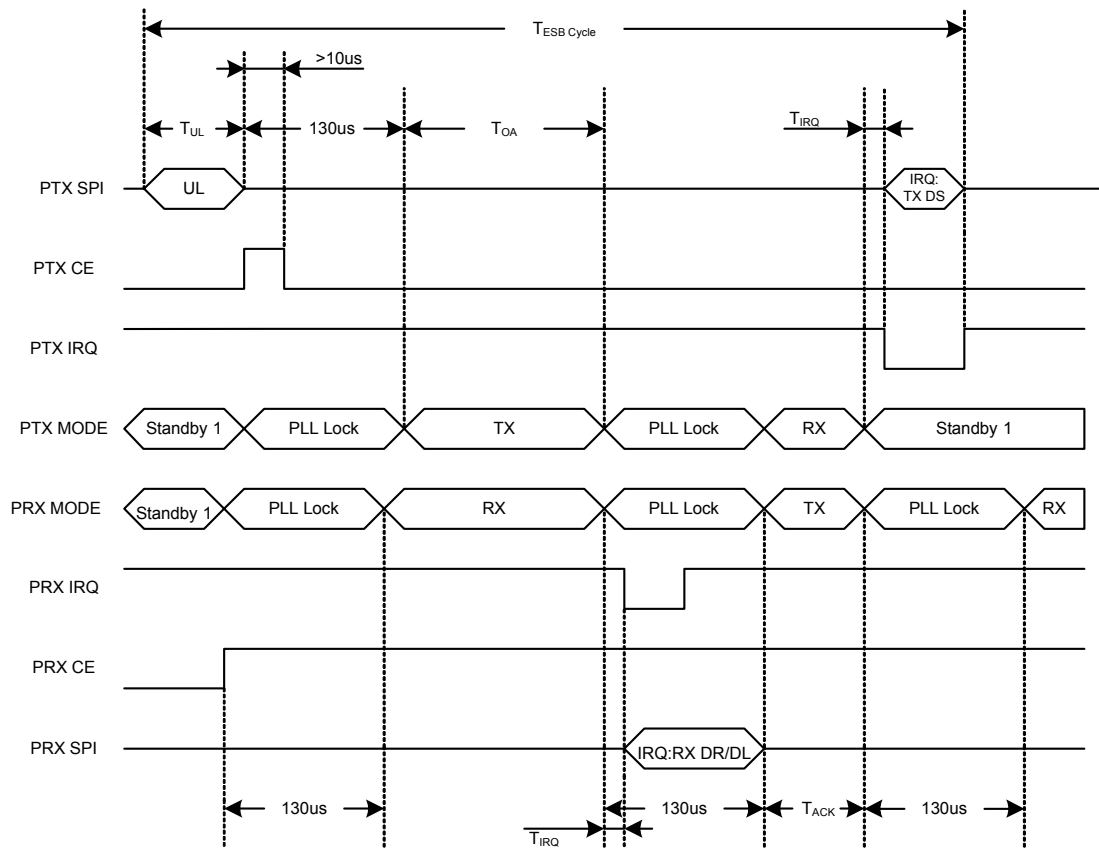 TESB Cycle
>10us
TUL 130us TOA TIRQ
PTX SPI UL IRQ:
TX DS
PTX CE
PTX IRQ
PTX MODE Standby 1 PLL Lock TX PLL Lock RX Standby 1
PRX MODE Standby 1 PLL Lock RX PLL Lock TX PLL Lock RX
PRX IRQ
PRX CE
PRX SPI IRQ:RX DR/DL
130us 130us TACK 130us
TIRQ